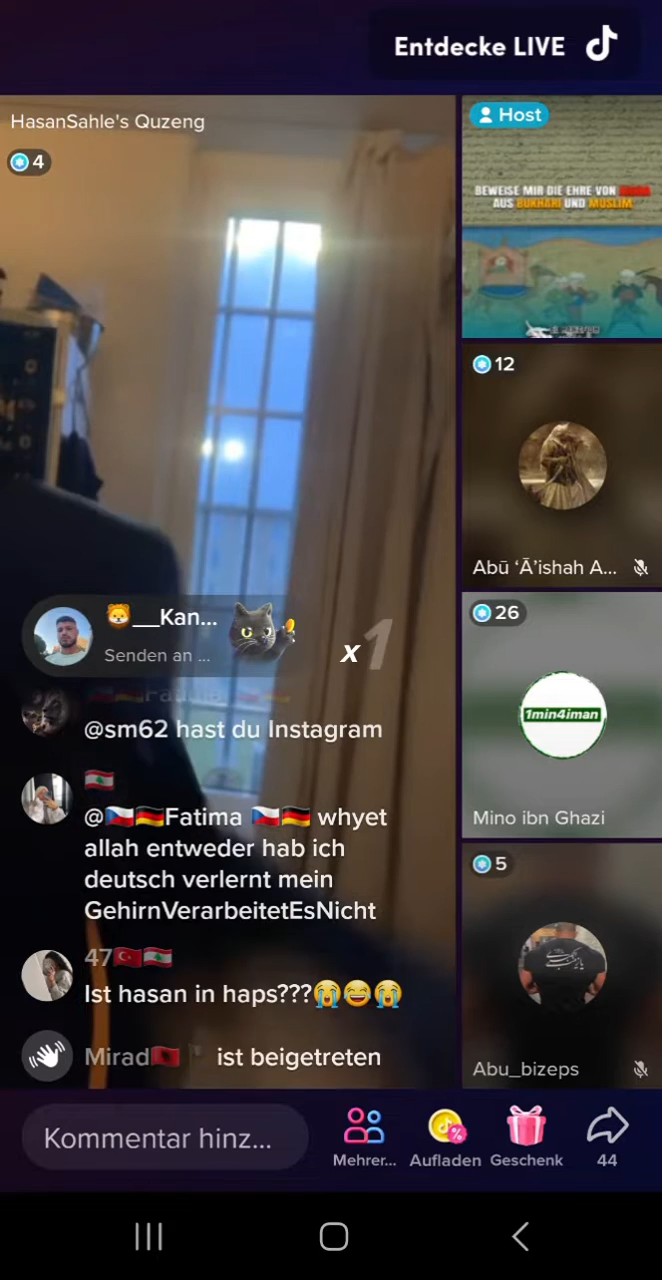 Entdecke LIVE
HasanSahle's Quzeng
4
Host
BEWEISE MIR DIE EHRE VON
AUS BUKHARI UND MUSLIM
12
Abū ‘Ā’ishah A...
26
1min4iman
Mino ibn Ghazi
5
Abu_bizeps
🦁__Kan...
Senden an ...
x1
Fatima
@sm62 hast du Instagram
🇱🇧
@🇨🇿🇩🇪Fatima 🇨🇿🇩🇪 whyet
allah entweder hab ich
deutsch verlernt mein
GehirnVerarbeitetEsNicht
47🇹🇷🇱🇧
Ist hasan in haps???😭😂😭
Mirad🇦🇱🏴 ist beigetreten
Kommentar hinz...
Mehrer...
Aufladen
Geschenk
44